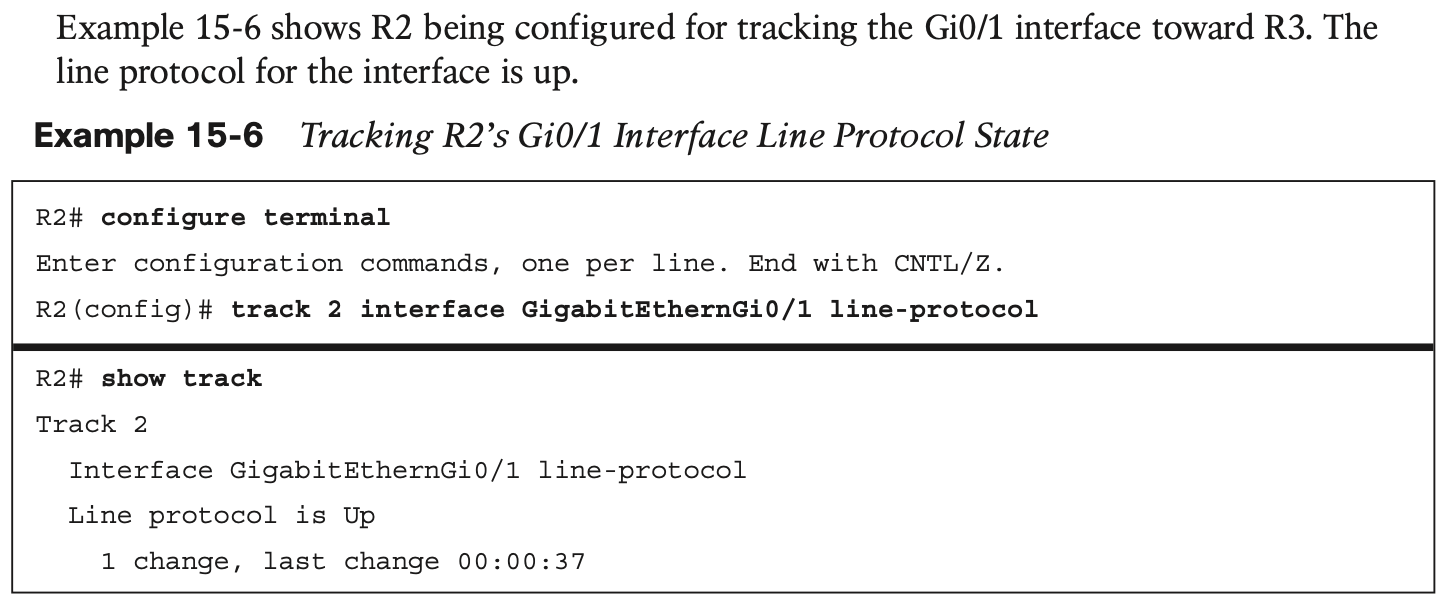 Example 15-6 shows R2 being configured for tracking the Gi0/1 interface toward R3. The
line protocol for the interface is up.
Example 15-6 Tracking R2’s Gi0/1 Interface Line Protocol State
R2# configure terminal
Enter configuration commands, one per line. End with CNTL/Z.
R2(config)# track 2 interface GigabitEthernGi0/1 line-protocol
R2# show track
Track 2
Interface GigabitEthernGi0/1 line-protocol
Line protocol is Up
1 change, last change 00:00:37